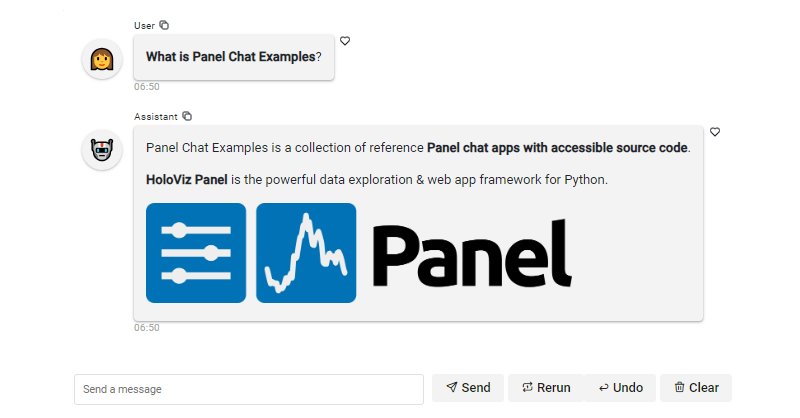 User
What is Panel Chat Examples?
06:50
Assistant
Panel Chat Examples is a collection of reference Panel chat apps with accessible source code.
HoloViz Panel is the powerful data exploration & web app framework for Python.
Panel
06:50
Send a message
Send
Rerun
Undo
Clear